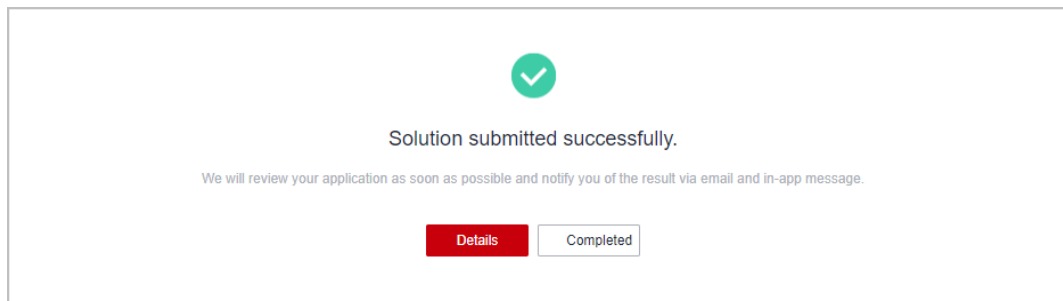 Solution submitted successfully.
We will review your application as soon as possible and notify you of the result via email and in-app message.
Details
Completed